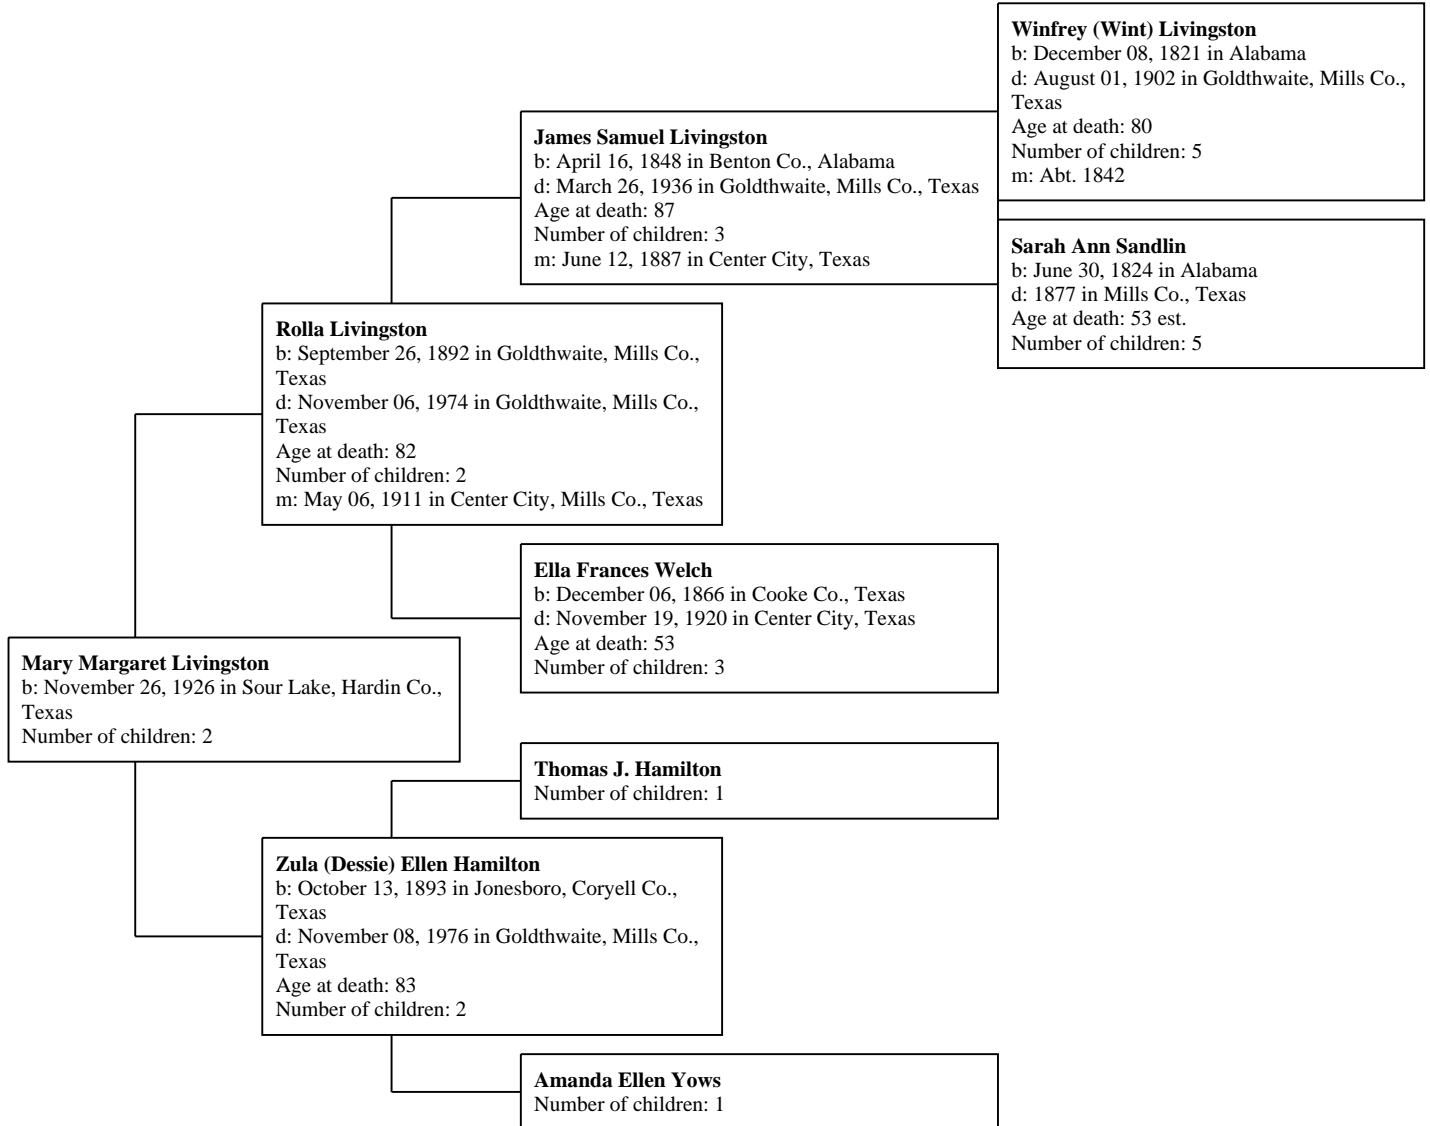 Winfrey (Wint) Livingston
b: December 08, 1821 in Alabama
d: August 01, 1902 in Goldthwaite, Mills Co.,
Texas
Age at death: 80
Number of children: 5
m: Abt. 1842
James Samuel Livingston
b: April 16, 1848 in Benton Co., Alabama
d: March 26, 1936 in Goldthwaite, Mills Co., Texas
Age at death: 87
Number of children: 3
m: June 12, 1887 in Center City, Texas
Sarah Ann Sandlin
b: June 30, 1824 in Alabama
d: 1877 in Mills Co., Texas
Age at death: 53 est.
Number of children: 5
Rolla Livingston
b: September 26, 1892 in Goldthwaite, Mills Co.,
Texas
d: November 06, 1974 in Goldthwaite, Mills Co.,
Texas
Age at death: 82
Number of children: 2
m: May 06, 1911 in Center City, Mills Co., Texas
Ella Frances Welch
b: December 06, 1866 in Cooke Co., Texas
d: November 19, 1920 in Center City, Texas
Age at death: 53
Number of children: 3
Mary Margaret Livingston
b: November 26, 1926 in Sour Lake, Hardin Co.,
Texas
Number of children: 2
Thomas J. Hamilton
Number of children: 1
Zula (Dessie) Ellen Hamilton
b: October 13, 1893 in Jonesboro, Coryell Co.,
Texas
d: November 08, 1976 in Goldthwaite, Mills Co.,
Texas
Age at death: 83
Number of children: 2
Amanda Ellen Yows
Number of children: 1